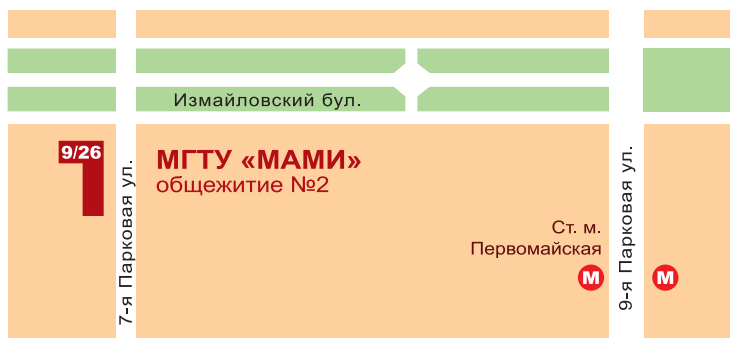 Измайловский бул.
9/26
МГТУ «МАМИ»
общежитие №2
7-я Парковая ул.
Ст. м.
Первомайская
М
9-я Парковая ул.
М